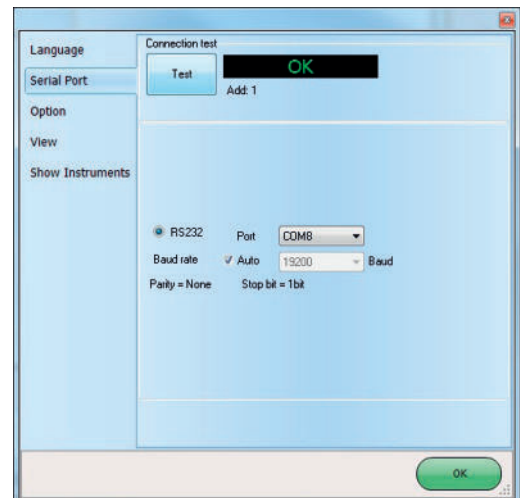 Language
Serial Port
Option
View
Show Instruments
Connection test
Test
OK
Add: 1
RS232 Port COM8
Baud rate Auto 19200 Baud
Parity = None Stop bit = 1bit
OK